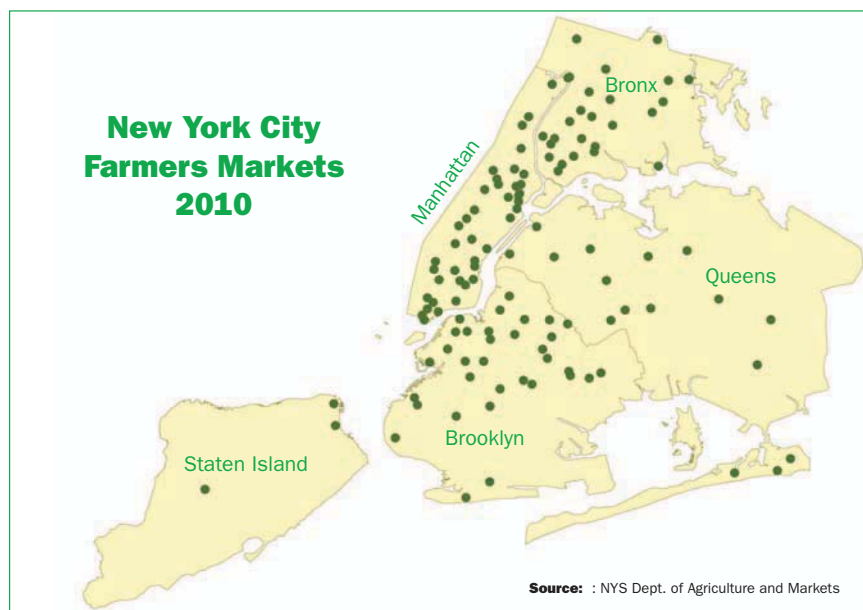 New York City
Farmers Markets
2010
Manhattan
Bronx
Queens
Brooklyn
Staten Island
Source: : NYS Dept. of Agriculture and Markets